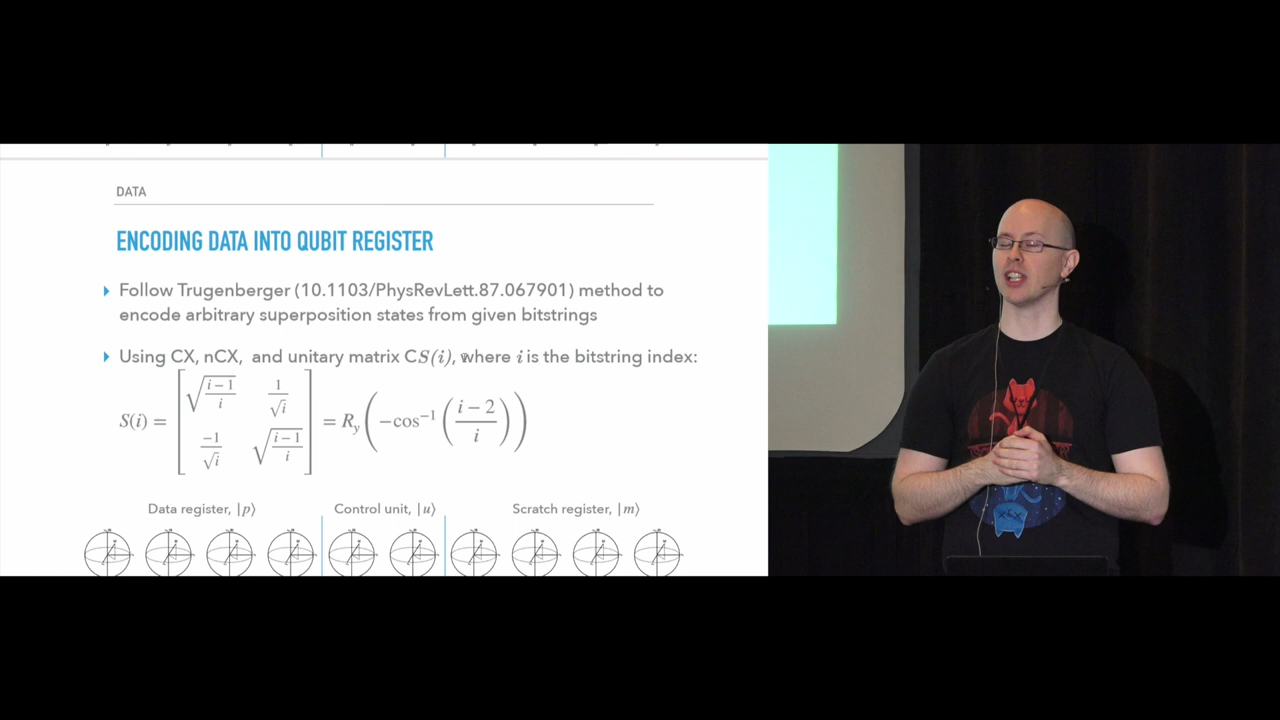 DATA
ENCODING DATA INTO QUBIT REGISTER
Follow Trugenberger (10.1103/PhysRevLett.87.067901) method to
encode arbitrary superposition states from given bitstrings
Using CX, nCX, and unitary matrix CS(i), where i is the bitstring index:
S(i) = [ √((i−1)/i) 1/√i ; −1/√i √((i−1)/i) ] = R_y(−cos⁻¹((i−2)/i))
Data register, |p⟩ Control unit, |u⟩ Scratch register, |m⟩